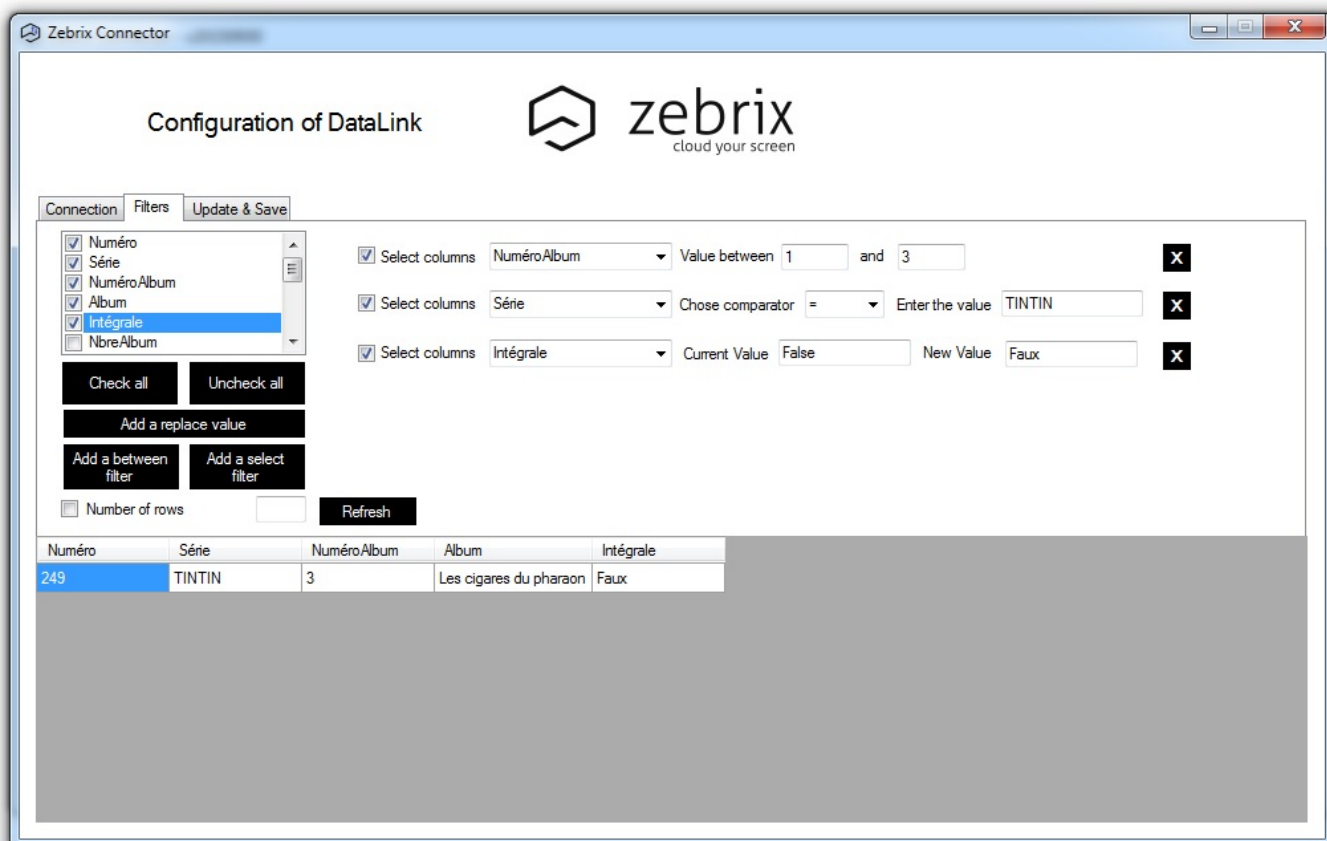 Zebrix Connector
Configuration of DataLink
zebrix
cloud your screen
Connection Filters Update & Save
Numéro
Série
NuméroAlbum
Album
Intégrale
NbreAlbum
Select columns NuméroAlbum Value between 1 and 3 X
Select columns Série Chose comparator = Enter the value TINTIN X
Select columns Intégrale Current Value False New Value Faux X
Check all Uncheck all
Add a replace value
Add a between filter Add a select filter
Number of rows Refresh
Numéro Série NuméroAlbum Album Intégrale
249 TINTIN 3 Les cigares du pharaon Faux